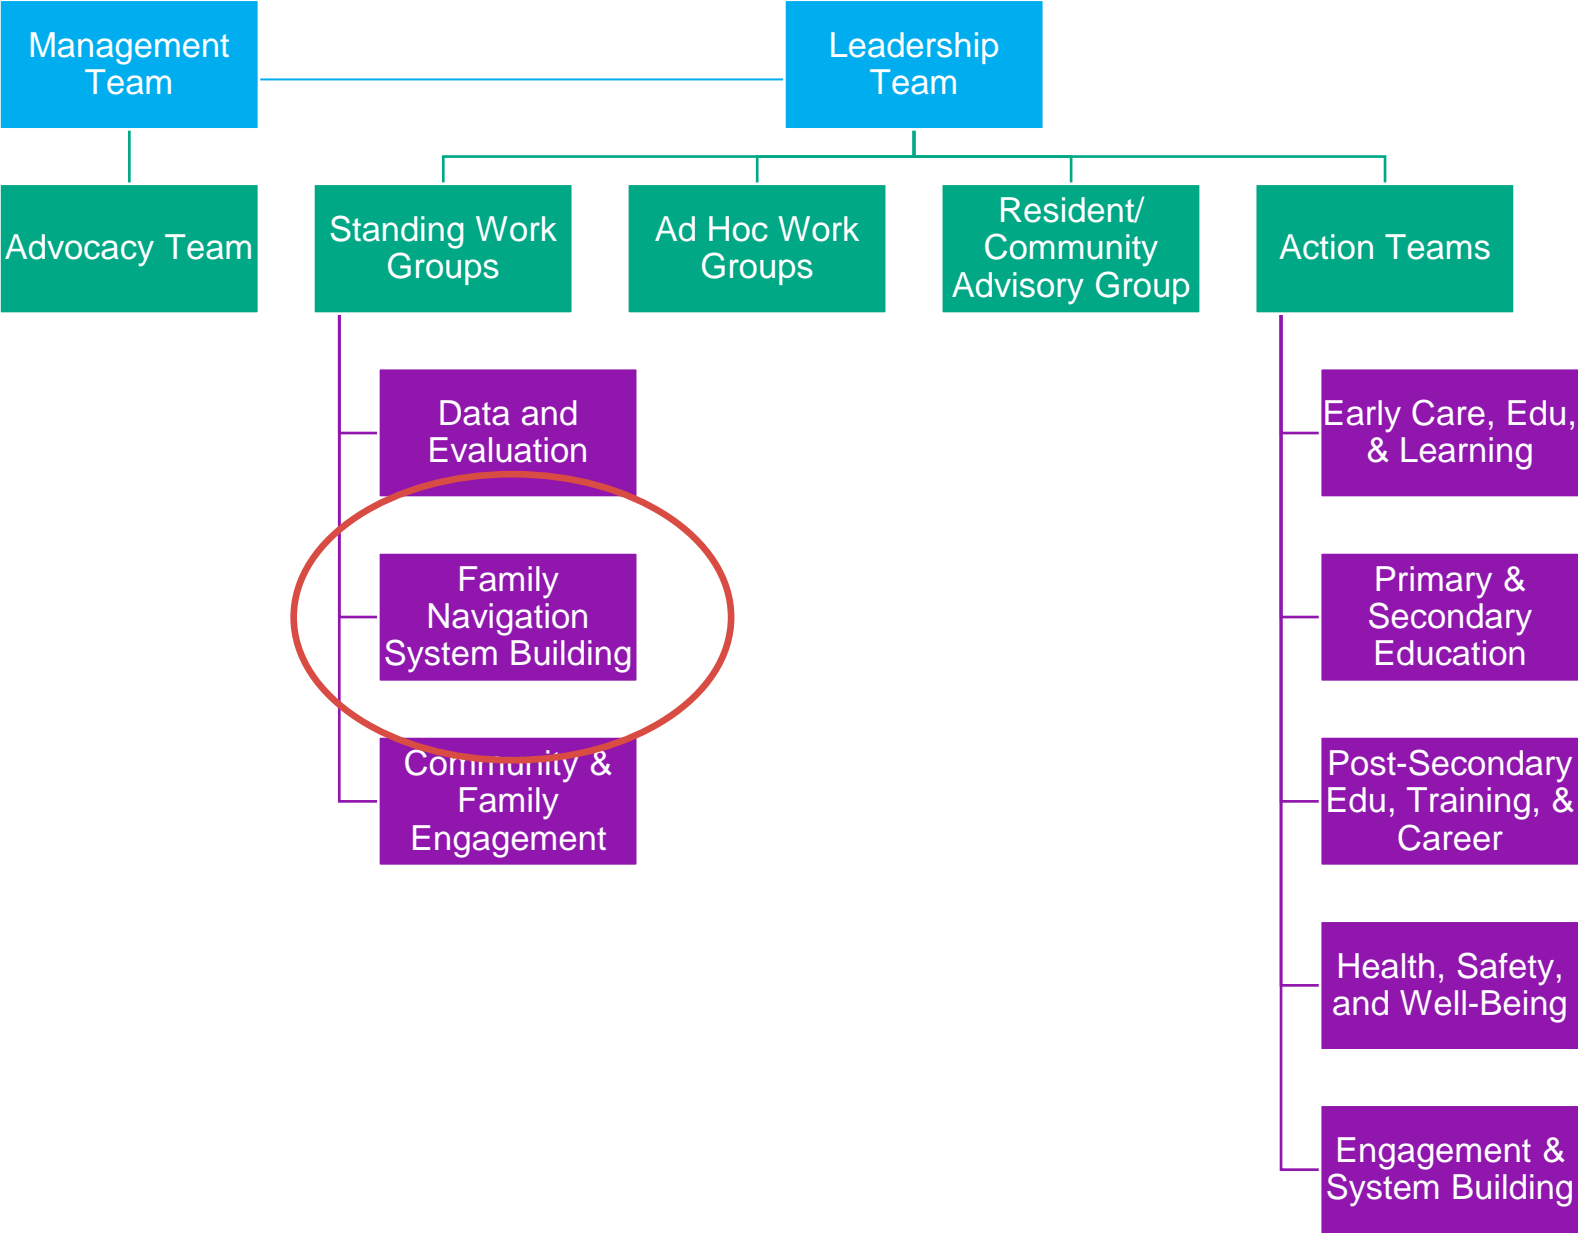 Management
Team
Leadership
Team
Advocacy Team
Standing Work
Groups
Ad Hoc Work
Groups
Resident/
Community
Advisory Group
Action Teams
Data and
Evaluation
Family
Navigation
System Building
Community &
Family
Engagement
Early Care, Edu,
& Learning
Primary &
Secondary
Education
Post-Secondary
Edu, Training, &
Career
Health, Safety,
and Well-Being
Engagement &
System Building